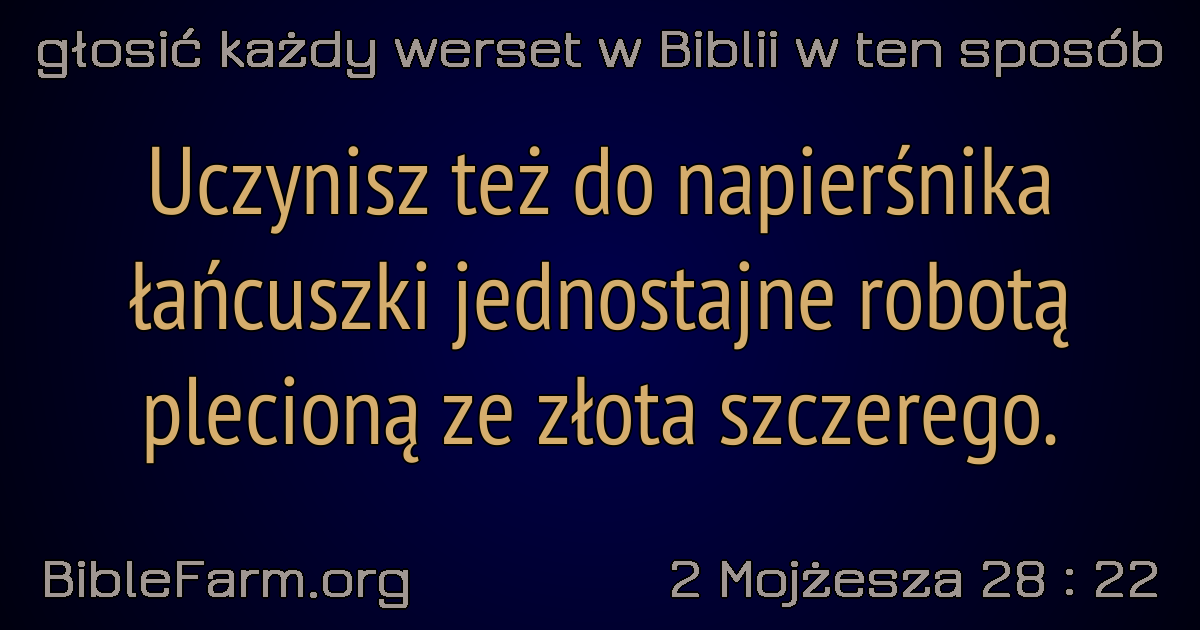 głosić każdy werset w Biblii w ten sposób
Uczynisz też do napierśnika
łańcuszki jednostajne robotą
plecioną ze złota szczerego.
BibleFarm.org
2 Mojżesza 28 : 22